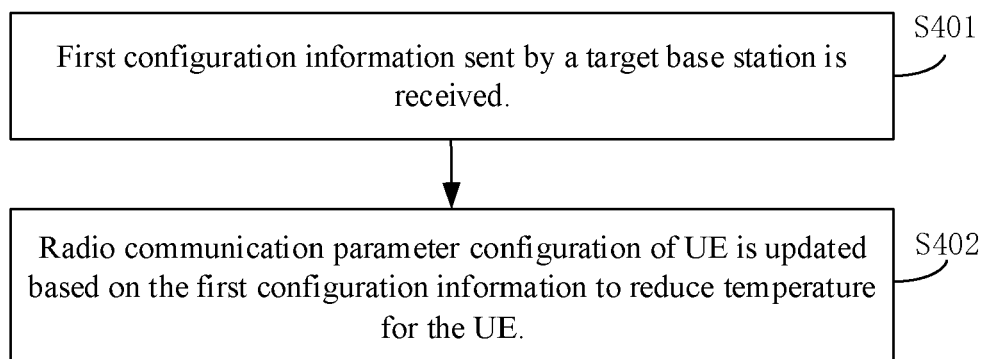 S401
First configuration information sent by a target base station is
received.
S402
Radio communication parameter configuration of UE is updated
based on the first configuration information to reduce temperature
for the UE.